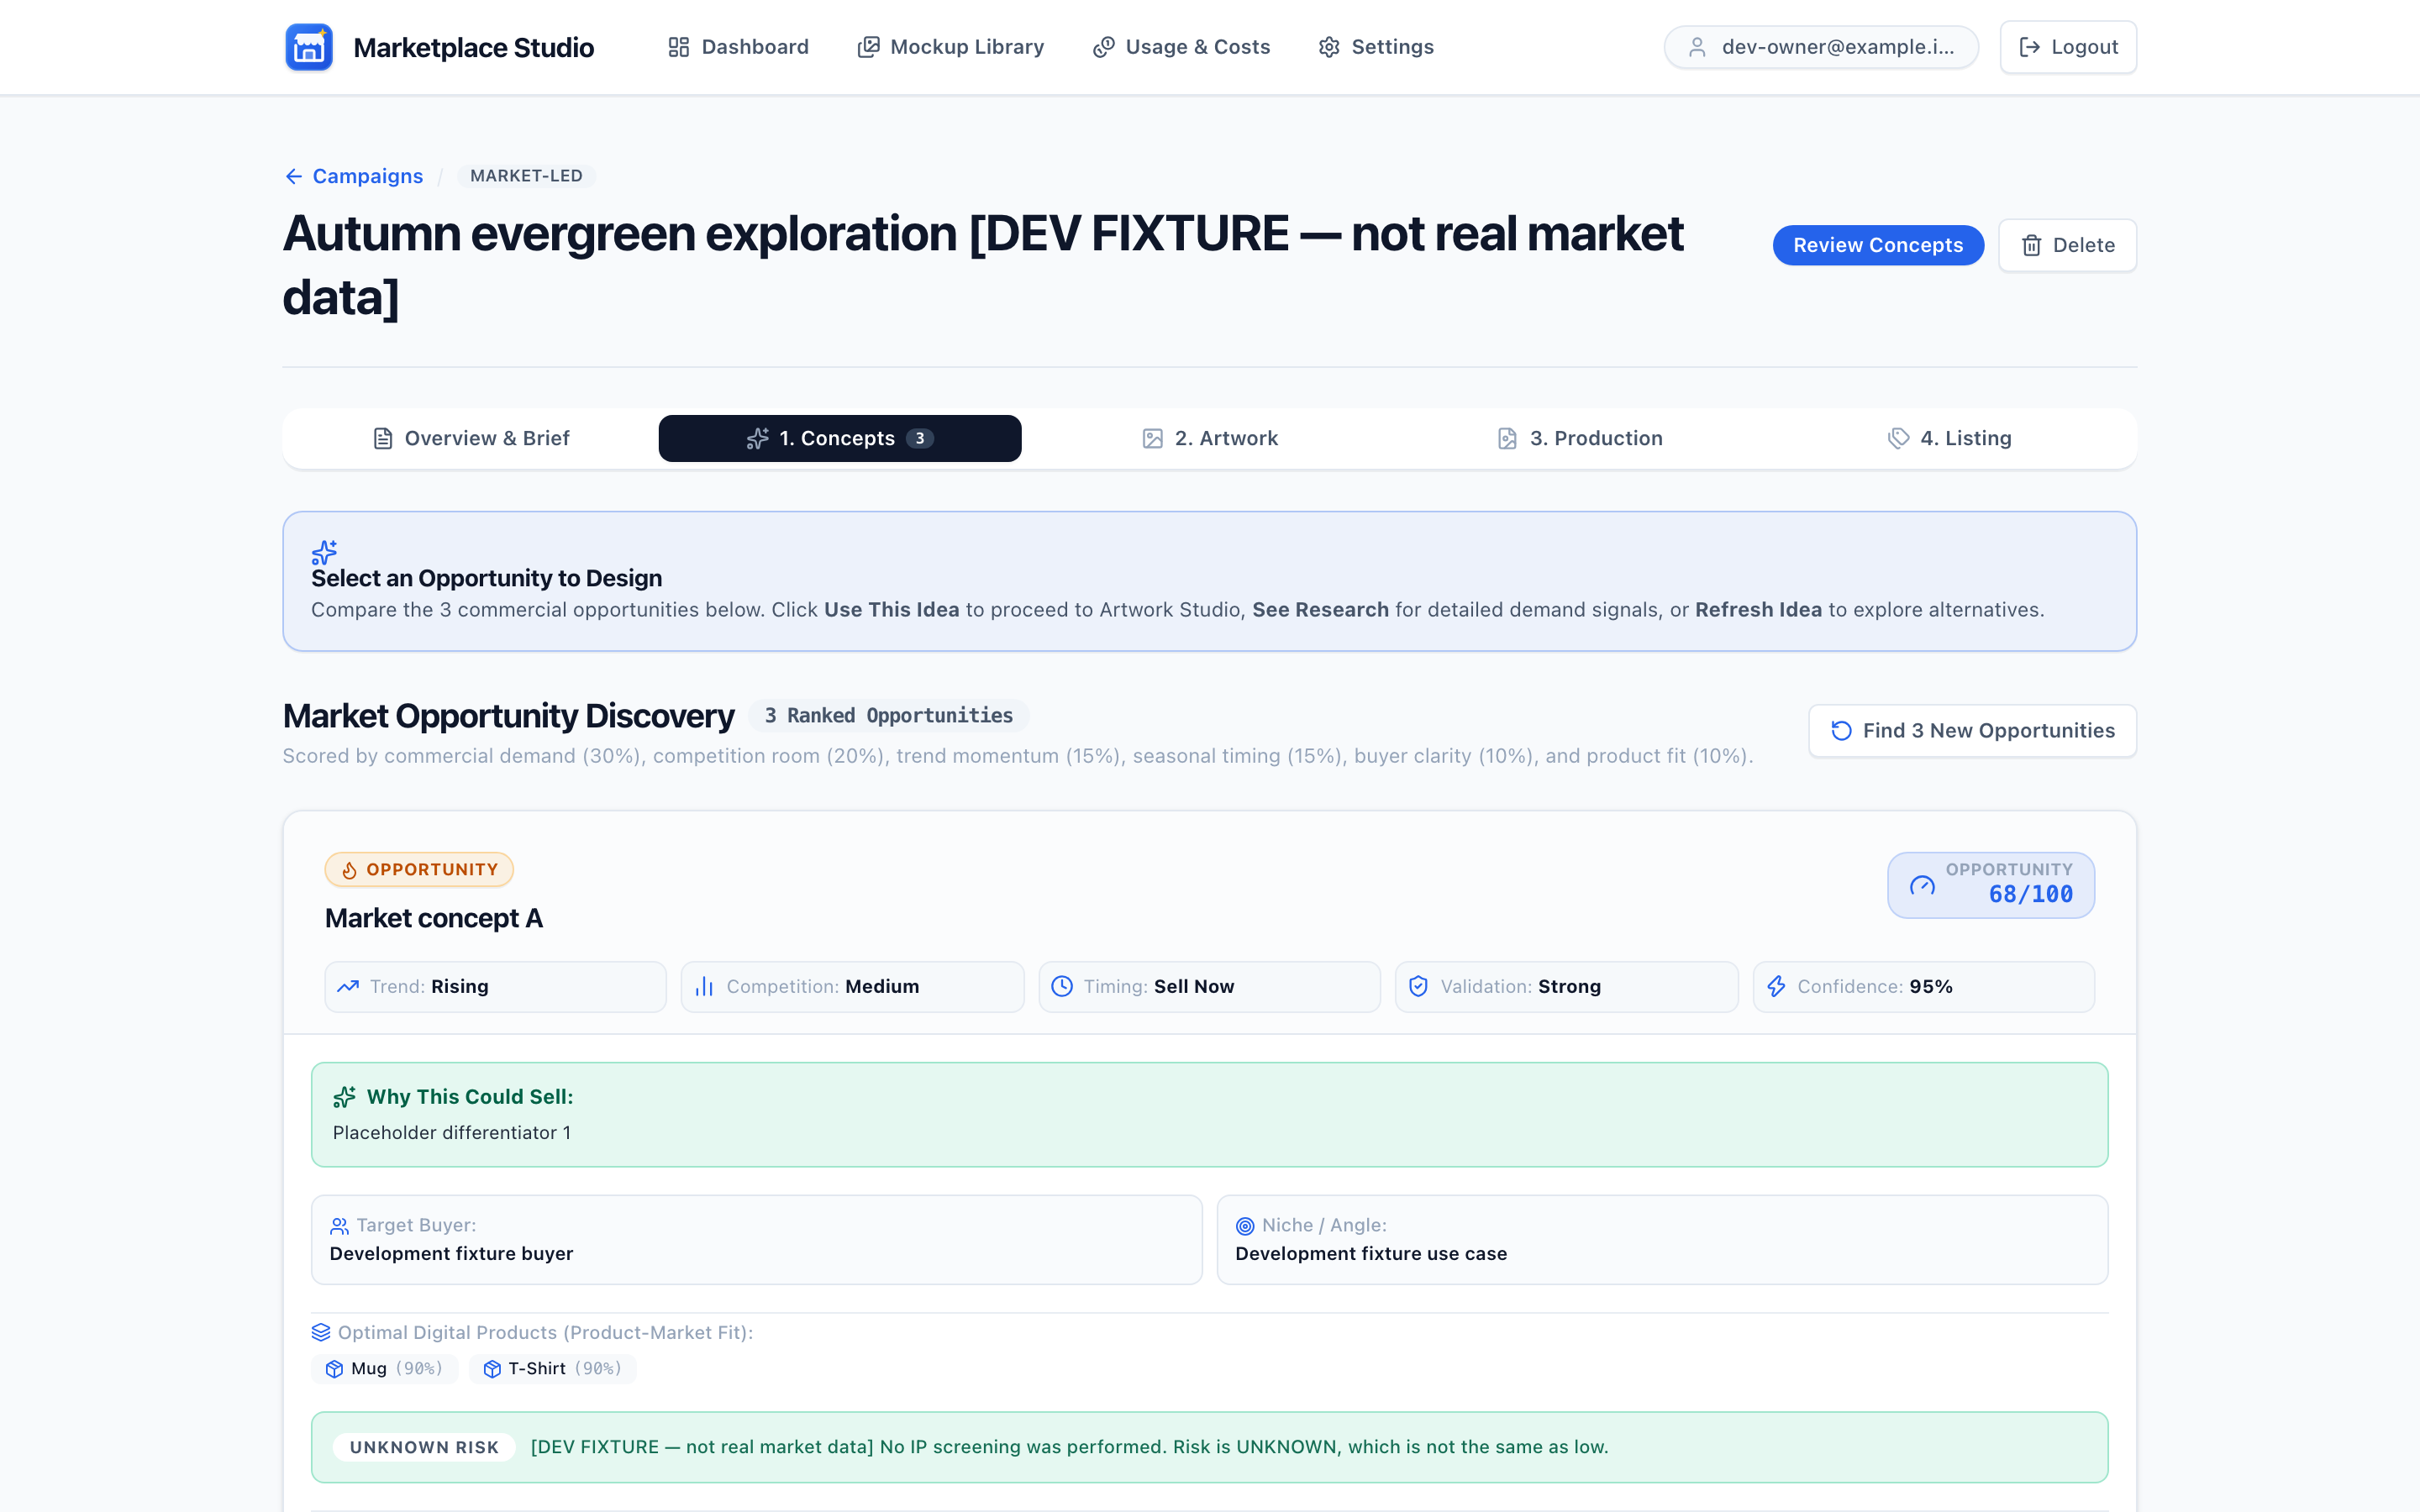 Marketplace Studio
Dashboard
Mockup Library
Usage & Costs
Settings
dev-owner@example.i...
Logout
Campaigns / MARKET-LED
Autumn evergreen exploration [DEV FIXTURE — not real market
data]
Review Concepts
Delete
Overview & Brief
1. Concepts 3
2. Artwork
3. Production
4. Listing
Select an Opportunity to Design
Compare the 3 commercial opportunities below. Click Use This Idea to proceed to Artwork Studio, See Research for detailed demand signals, or Refresh Idea to explore alternatives.
Market Opportunity Discovery
3 Ranked Opportunities
Scored by commercial demand (30%), competition room (20%), trend momentum (15%), seasonal timing (15%), buyer clarity (10%), and product fit (10%).
Find 3 New Opportunities
OPPORTUNITY
Market concept A
OPPORTUNITY
68/100
Trend: Rising
Competition: Medium
Timing: Sell Now
Validation: Strong
Confidence: 95%
Why This Could Sell:
Placeholder differentiator 1
Target Buyer:
Development fixture buyer
Niche / Angle:
Development fixture use case
Optimal Digital Products (Product-Market Fit):
Mug (90%)
T-Shirt (90%)
UNKNOWN RISK
[DEV FIXTURE — not real market data] No IP screening was performed. Risk is UNKNOWN, which is not the same as low.